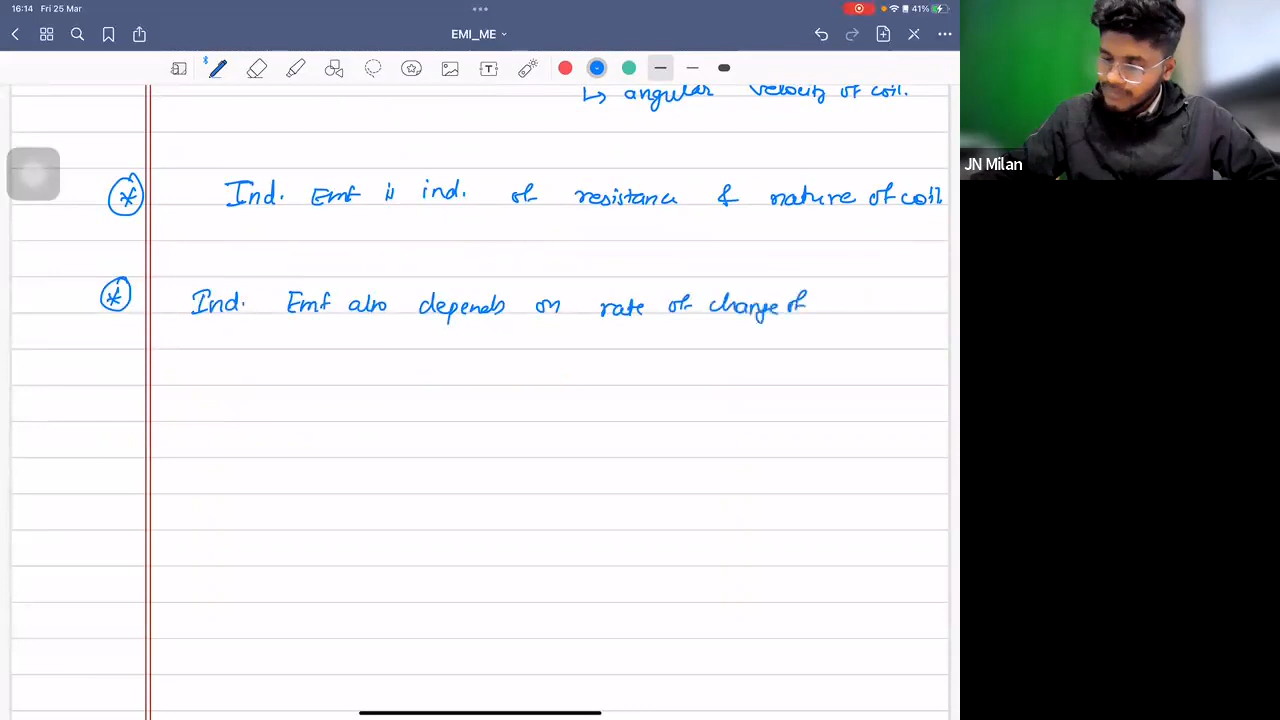 16:14 Fri 25 Mar
41%
EMI_ME
↳ angular velocity of coil.
* Ind. Emf is ind. of resistance & nature of coil
* Ind. Emf also depends on rate of change of
JN Milan